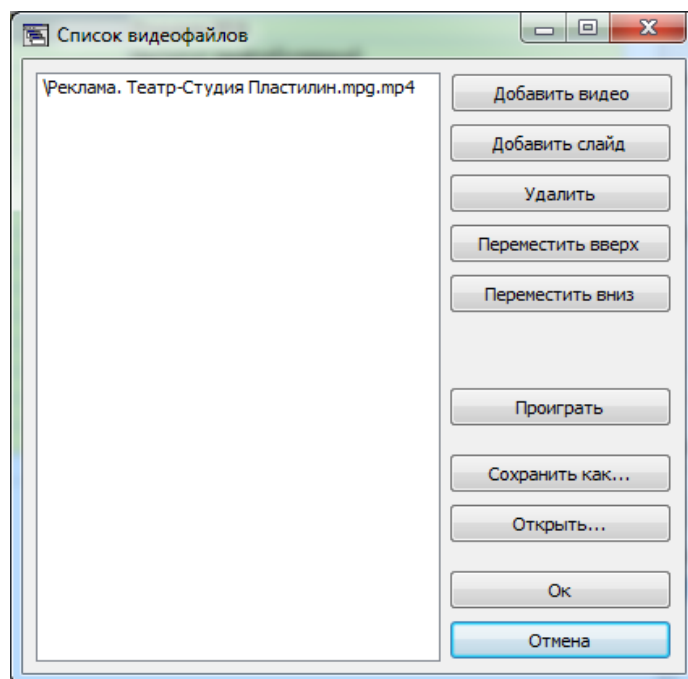 Список видеофайлов
\Реклама. Театр-Студия Пластилин.mpg.mp4
Добавить видео
Добавить слайд
Удалить
Переместить вверх
Переместить вниз
Проиграть
Сохранить как...
Открыть...
Ок
Отмена